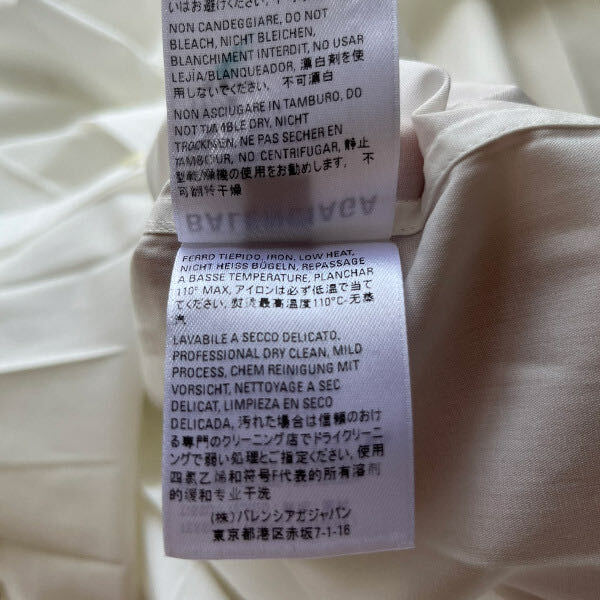 いはお避けください。不可
NON CANDEGGIARE, DO NOT
BLEACH, NICHT BLEICHEN,
BLANCHIMENT INTERDIT, NO USAR
LEJÍA/BLANQUEADOR, 漂白剤を使
用しないでください、不可漂白
NON ASCIUGARE IN TAMBURO, DO
NOT TUMBLE DRY, NICHT
TROCKNEN, NE PAS SECHER EN
TAMBOUR, NO CENTRIFUGAR, 静止
型乾燥機の使用をお勧めします, 不
可翻转干燥
BALENCIAGA
FERRO TIEPIDO, IRON, LOW HEAT,
NICHT HEISS BÜGELN, REPASSAGE
A BASSE TEMPERATURE, PLANCHAR
110° MAX, アイロンは必ず低温で当て
てください, 熨烫最高温度110°C-无蒸
汽
LAVABILE A SECCO DELICATO,
PROFESSIONAL DRY CLEAN, MILD
PROCESS, CHEM REINIGUNG MIT
VORSICHT, NETTOYAGE A SEC
DELICAT, LIMPIEZA EN SECO
DELICADA, 汚れた場合は信頼のおけ
る専門のクリーニング店でドライクリーニ
ングで弱い処理とご指定ください, 使用
四氯乙烯和符号F代表的所有溶剂
的缓和专业干洗
(株)バレンシアガジャパン
東京都港区赤坂7-1-16